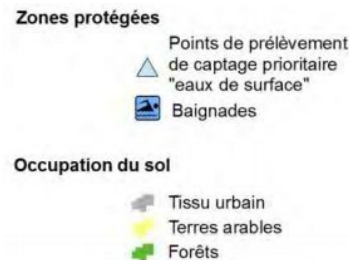 Zones protégées
Points de prélèvement
de captage prioritaire
"eaux de surface"
Baignades
Occupation du sol
Tissu urbain
Terres arables
Forêts